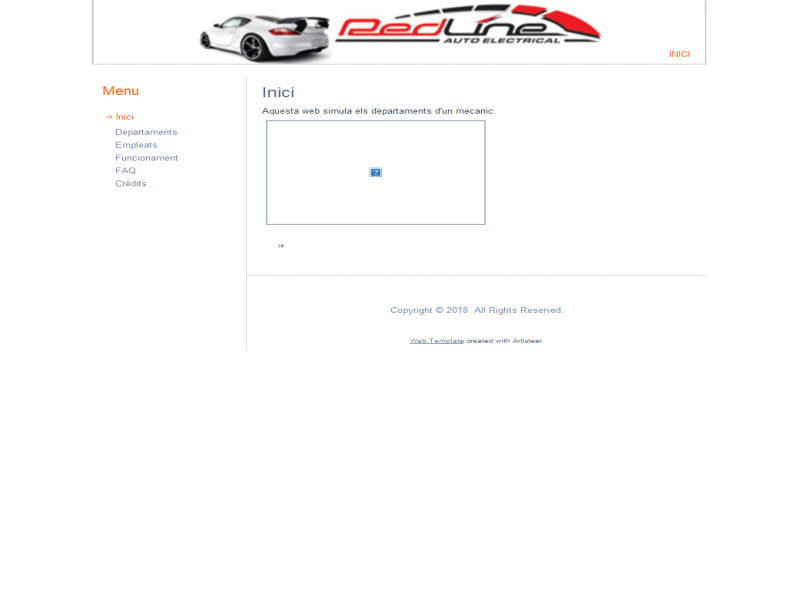 RedLine
AUTO ELECTRICAL
INICI
Menu
Inici
Departaments
Empleats
Funcionament
FAQ
Crèdits
Inici
Aquesta web simula els departaments d'un mecanic.
Copyright © 2018. All Rights Reserved.
Web Template created with Artisteer.